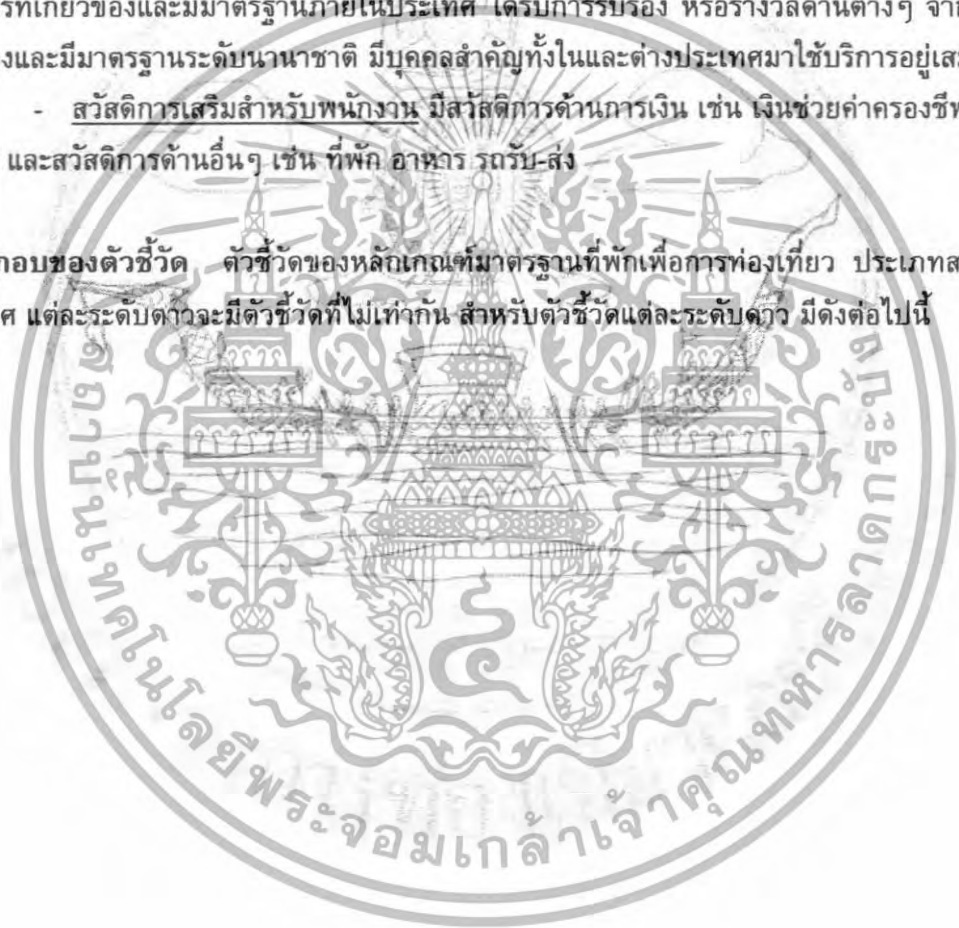 รที่เกี่ยวข้องและมีมาตรฐานภายในประเทศ ได้รับการรับรอง หรือรางวัลด้านต่างๆ จา
งและมีมาตรฐานระดับนานาชาติ มีบุคคลสำคัญทั้งในและต่างประเทศมาใช้บริการอยู่เส
- สวัสดิการเสริมสำหรับพนักงาน มีสวัสดิการด้านการเงิน เช่น เงินช่วยค่าครองชีพ
และสวัสดิการด้านอื่นๆ เช่น ที่พัก อาหาร รถรับ-ส่ง
กอบของตัวชี้วัด ตัวชี้วัดของหลักเกณฑ์มาตรฐานที่พักเพื่อการท่องเที่ยว ประเภทส
ศ แต่ละระดับดาวจะมีตัวชี้วัดที่ไม่เท่ากัน สำหรับตัวชี้วัดแต่ละระดับดาว มีดังต่อไปนี้
สถาบันเทคโนโลยีพระจอมเกล้าเจ้าคุณทหารลาดกระบัง